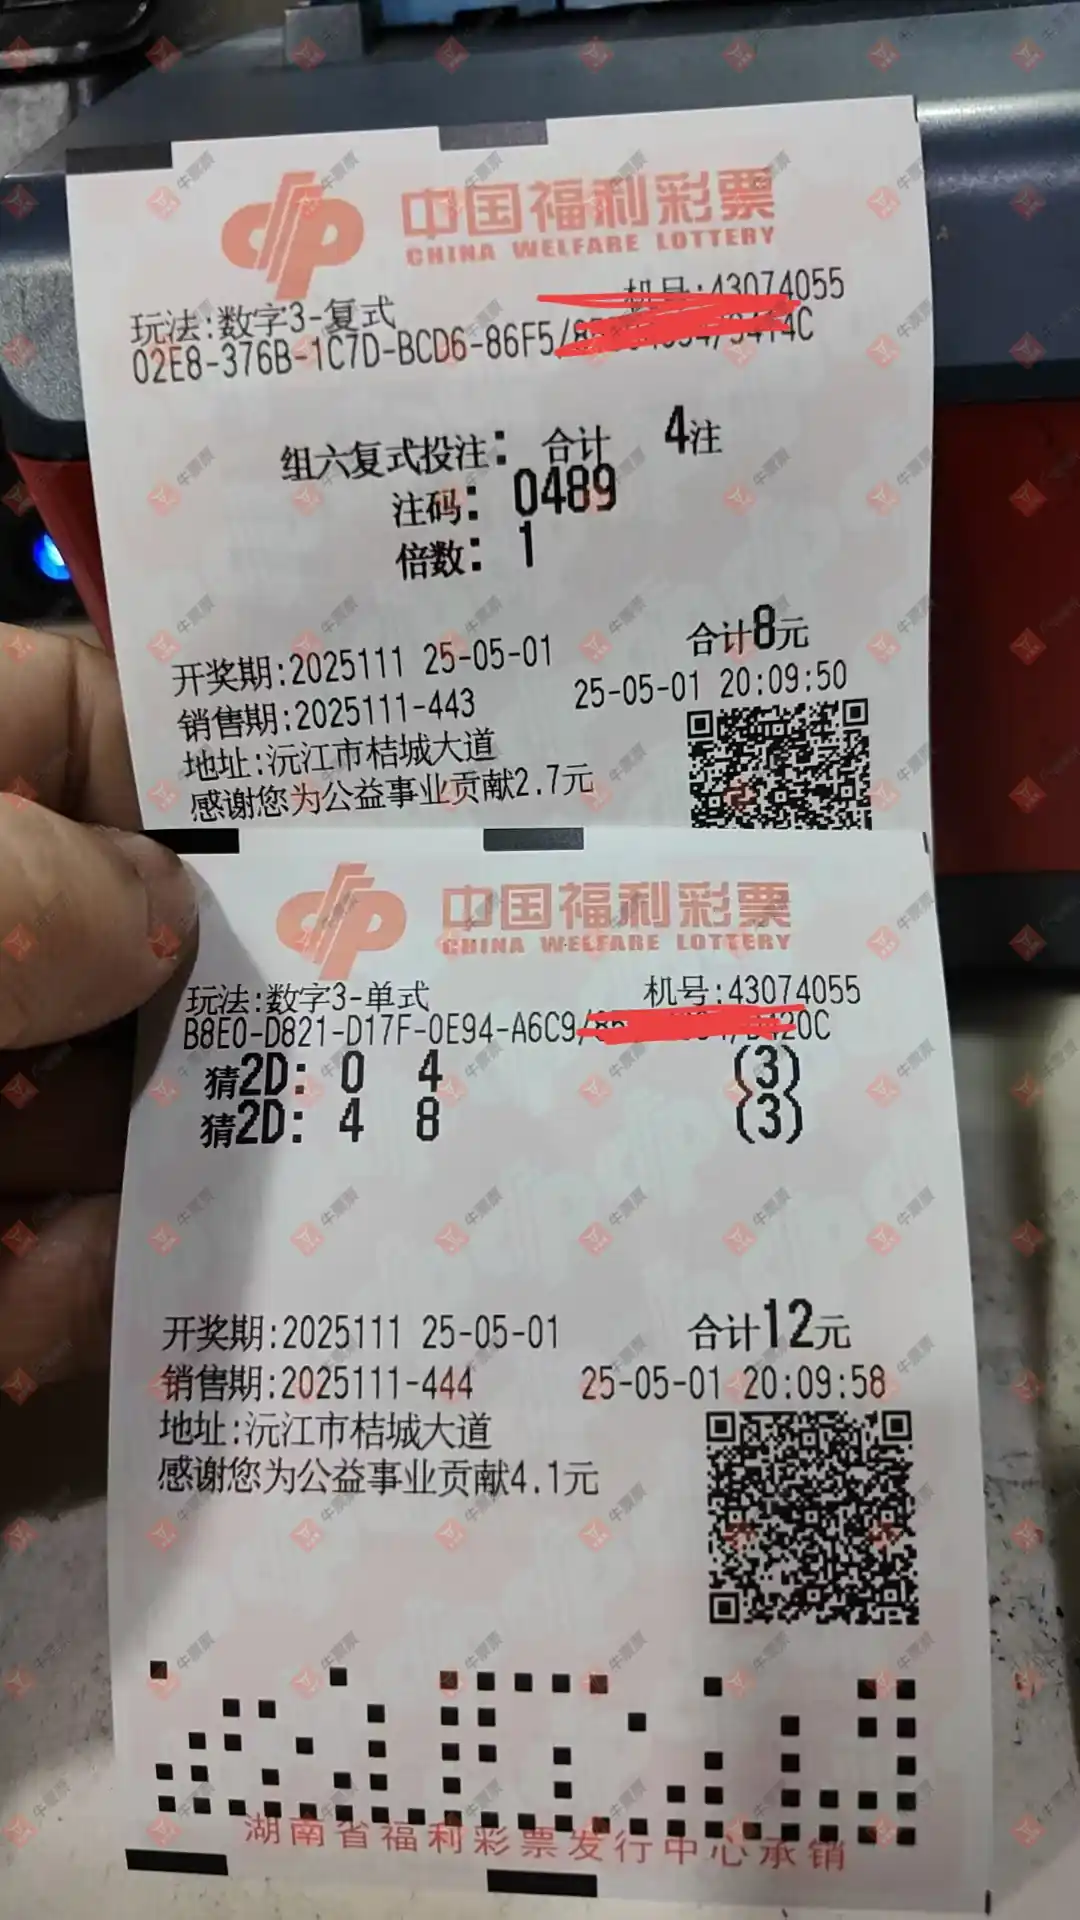 中国福利彩票
CHINA WELFARE LOTTERY
机号:43074055
玩法:数字3-复式
02E8-376B-1C7D-BCD6-86F5/
组六复式投注: 合计 4注
注码: 0489
倍数: 1
合计8元
开奖期:2025111 25-05-01
25-05-01 20:09:50
销售期:2025111-443
地址:沅江市桔城大道
感谢您为公益事业贡献2.7元
中国福利彩票
CHINA WELFARE LOTTERY
玩法:数字3-单式 机号:43074055
B8E0-D821-D17F-0E94-A6C9/
猜2D: 0 4 (3)
猜2D: 4 8 (3)
开奖期:2025111 25-05-01 合计12元
销售期:2025111-444 25-05-01 20:09:58
地址:沅江市桔城大道
感谢您为公益事业贡献4.1元
湖南省福利彩票发行中心承销
牛票票